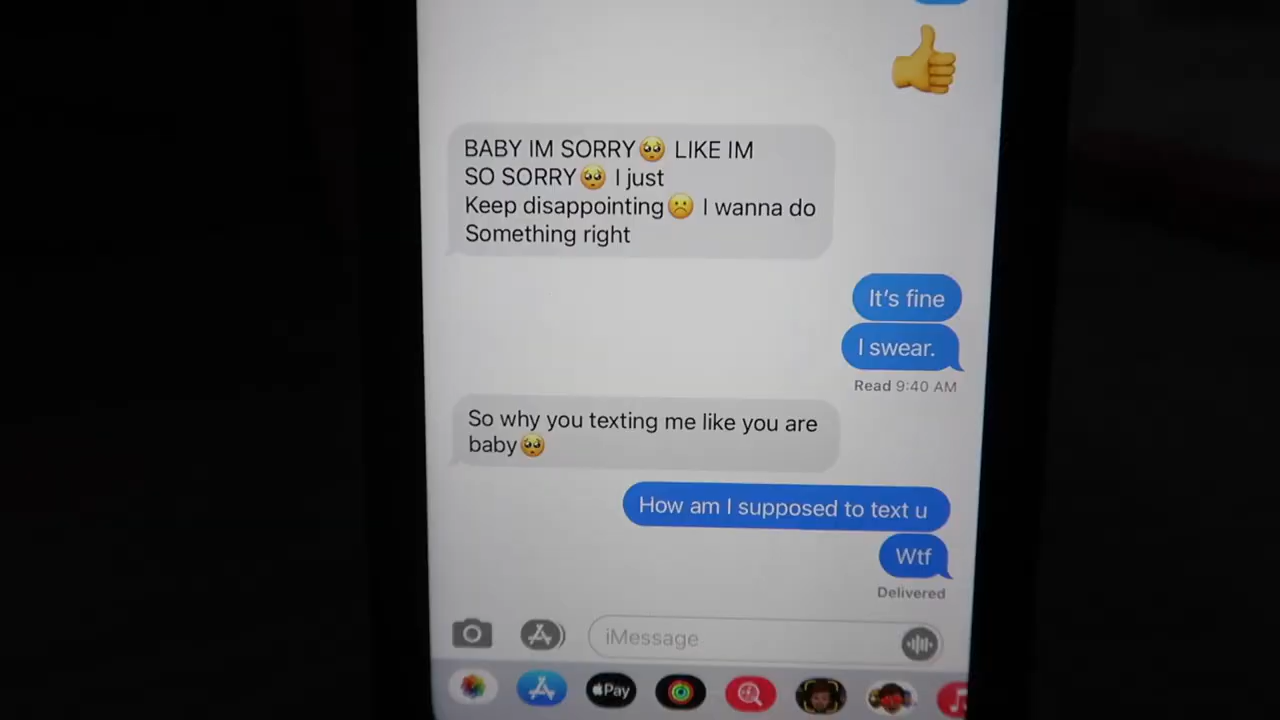 BABY IM SORRY🥺 LIKE IM
SO SORRY🥺 I just
Keep disappointing☹️ I wanna do
Something right
It's fine
I swear.
Read 9:40 AM
So why you texting me like you are
baby🥺
How am I supposed to text u
Wtf
Delivered
iMessage
Pay